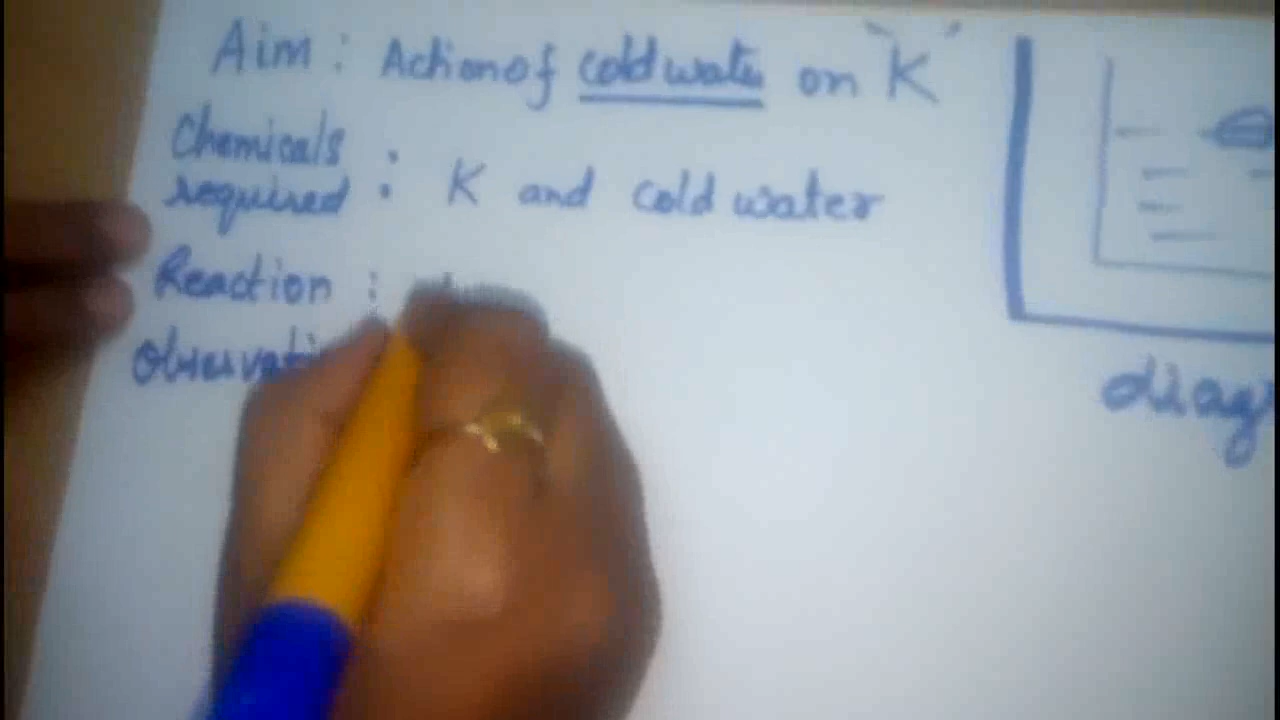 Aim : Action of cold water on "K"
Chemicals
required : K and cold water
Reaction :